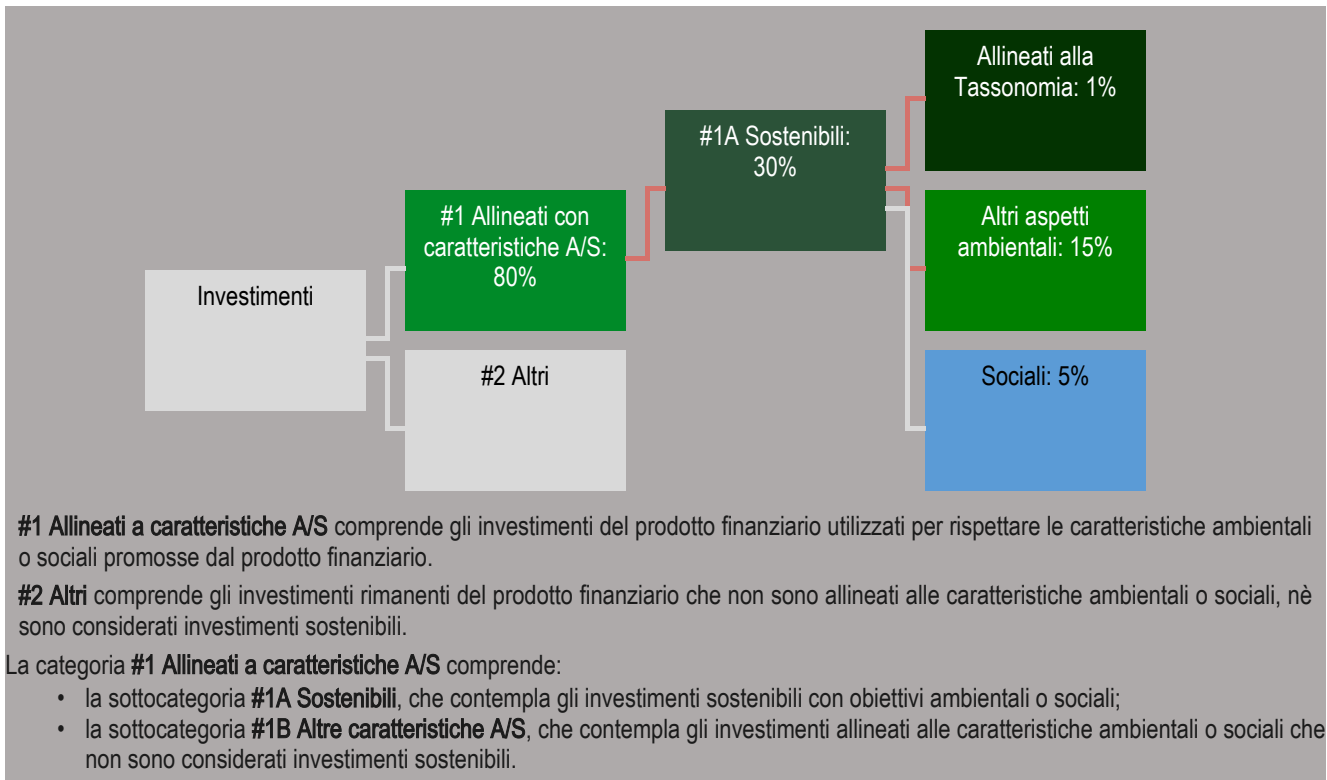 Allineati alla
Tassonomia: 1%
#1A Sostenibili:
30%
#1 Allineati con
caratteristiche A/S:
80%
Altri aspetti
ambientali: 15%
Investimenti
#2 Altri
Sociali: 5%
#1 Allineati a caratteristiche A/S comprende gli investimenti del prodotto finanziario utilizzati per rispettare le caratteristiche ambientali
o sociali promosse dal prodotto finanziario.
#2 Altri comprende gli investimenti rimanenti del prodotto finanziario che non sono allineati alle caratteristiche ambientali o sociali, nè
sono considerati investimenti sostenibili.
La categoria #1 Allineati a caratteristiche A/S comprende:
• la sottocategoria #1A Sostenibili, che contempla gli investimenti sostenibili con obiettivi ambientali o sociali;
• la sottocategoria #1B Altre caratteristiche A/S, che contempla gli investimenti allineati alle caratteristiche ambientali o sociali che
non sono considerati investimenti sostenibili.